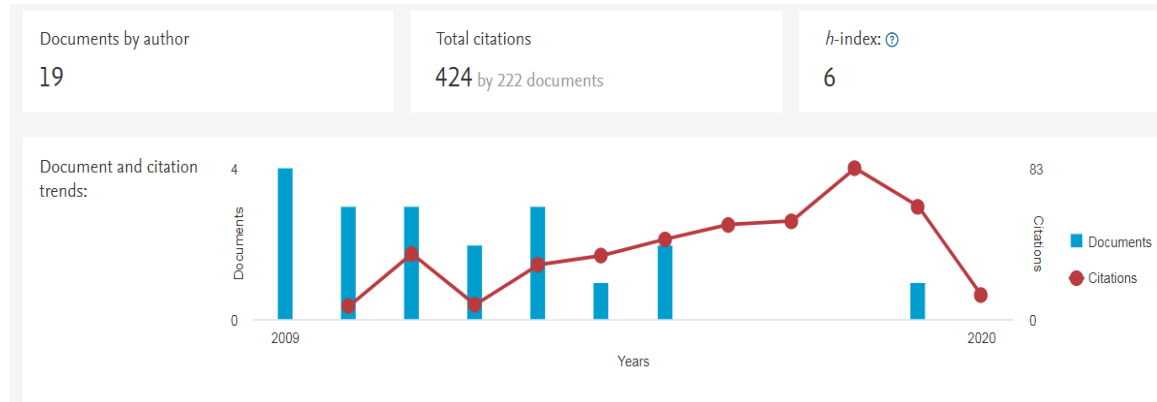 Documents by author
19
Total citations
424 by 222 documents
h-index: ?
6
Document and citation
trends:
4
0
Documents
83
0
Citations
2009
2020
Years
Documents
Citations